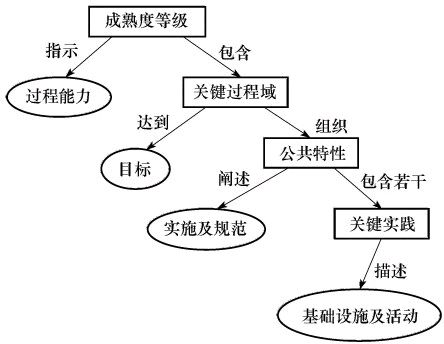 成熟度等级
指示
包含
过程能力
关键过程域
达到
组织
目标
公共特性
阐述
包含若干
实施及规范
关键实践
描述
基础设施及活动